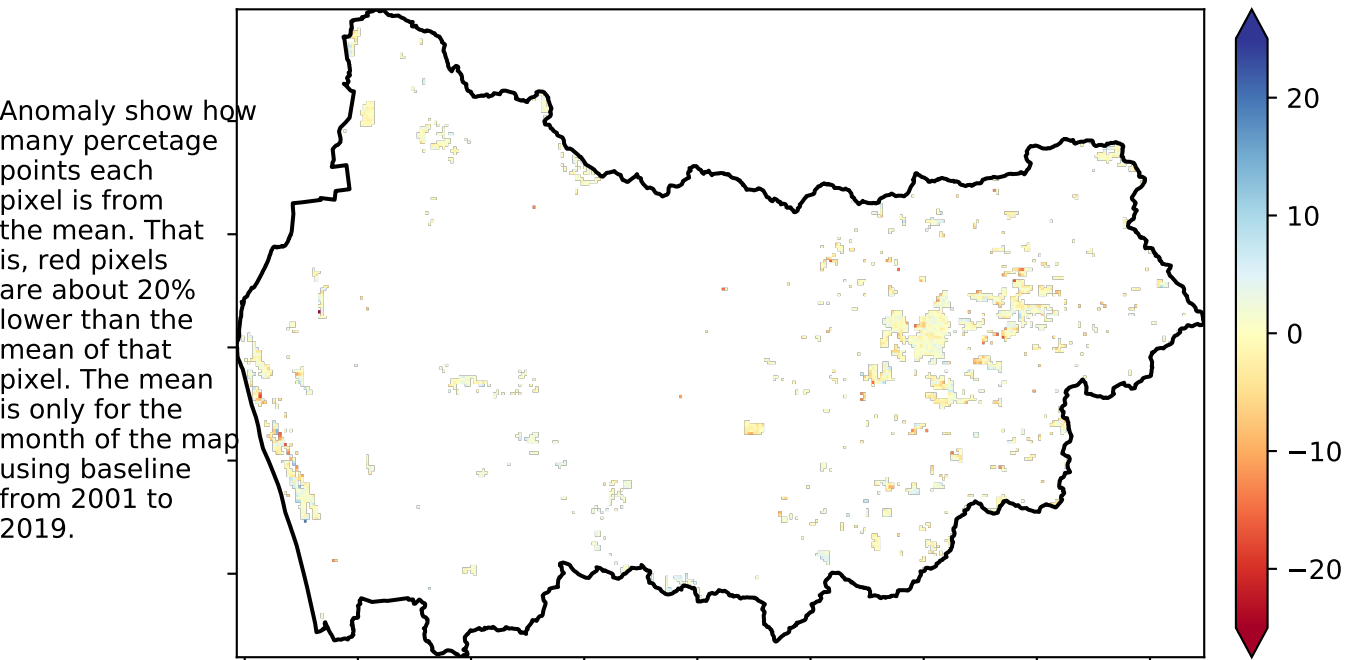 Anomaly show how
many percetage
points each
pixel is from
the mean. That
is, red pixels
are about 20%
lower than the
mean of that
pixel. The mean
is only for the
month of the map
using baseline
from 2001 to
2019.
20
10
0
−10
−20